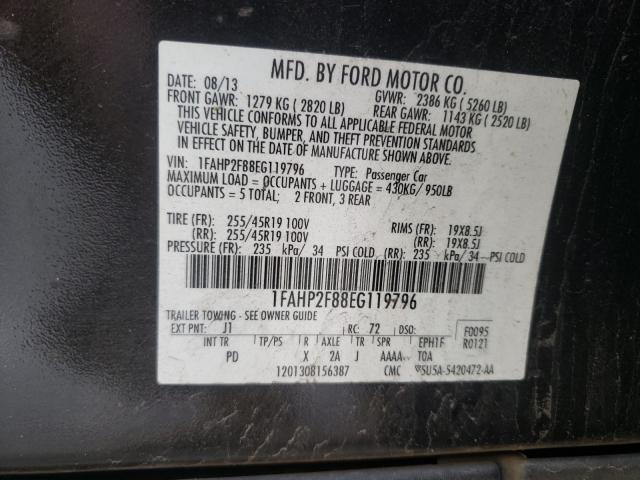 MFD. BY FORD MOTOR CO.
DATE: 08/13 GVWR: 2386 KG ( 5260 LB)
FRONT GAWR: 1279 KG ( 2820 LB) REAR GAWR: 1143 KG ( 2520 LB)
THIS VEHICLE CONFORMS TO ALL APPLICABLE FEDERAL MOTOR
VEHICLE SAFETY, BUMPER, AND THEFT PREVENTION STANDARDS
IN EFFECT ON THE DATE OF MANUFACTURE SHOWN ABOVE.
VIN: 1FAHP2F88EG119796 TYPE: Passenger Car
MAXIMUM LOAD = OCCUPANTS + LUGGAGE = 430KG/ 950LB
OCCUPANTS = 5 TOTAL; 2 FRONT, 3 REAR
TIRE (FR): 255/45R19 100V RIMS (FR): 19X8.5J
(RR): 255/45R19 100V (RR): 19X8.5J
PRESSURE (FR): 235 kPa/ 34 PSI COLD (RR): 235 kPa/ 34 PSI COLD
1FAHP2F88EG119796
TRAILER TOWING - SEE OWNER GUIDE
EXT PNT: J1 RC: 72 DSO: F0095
INT TR TP/PS R AXLE TR SPR EPH1F R0121
PD X 2A J AAAA TOA
1201308156387 CMC 5U5A-5420472-AA